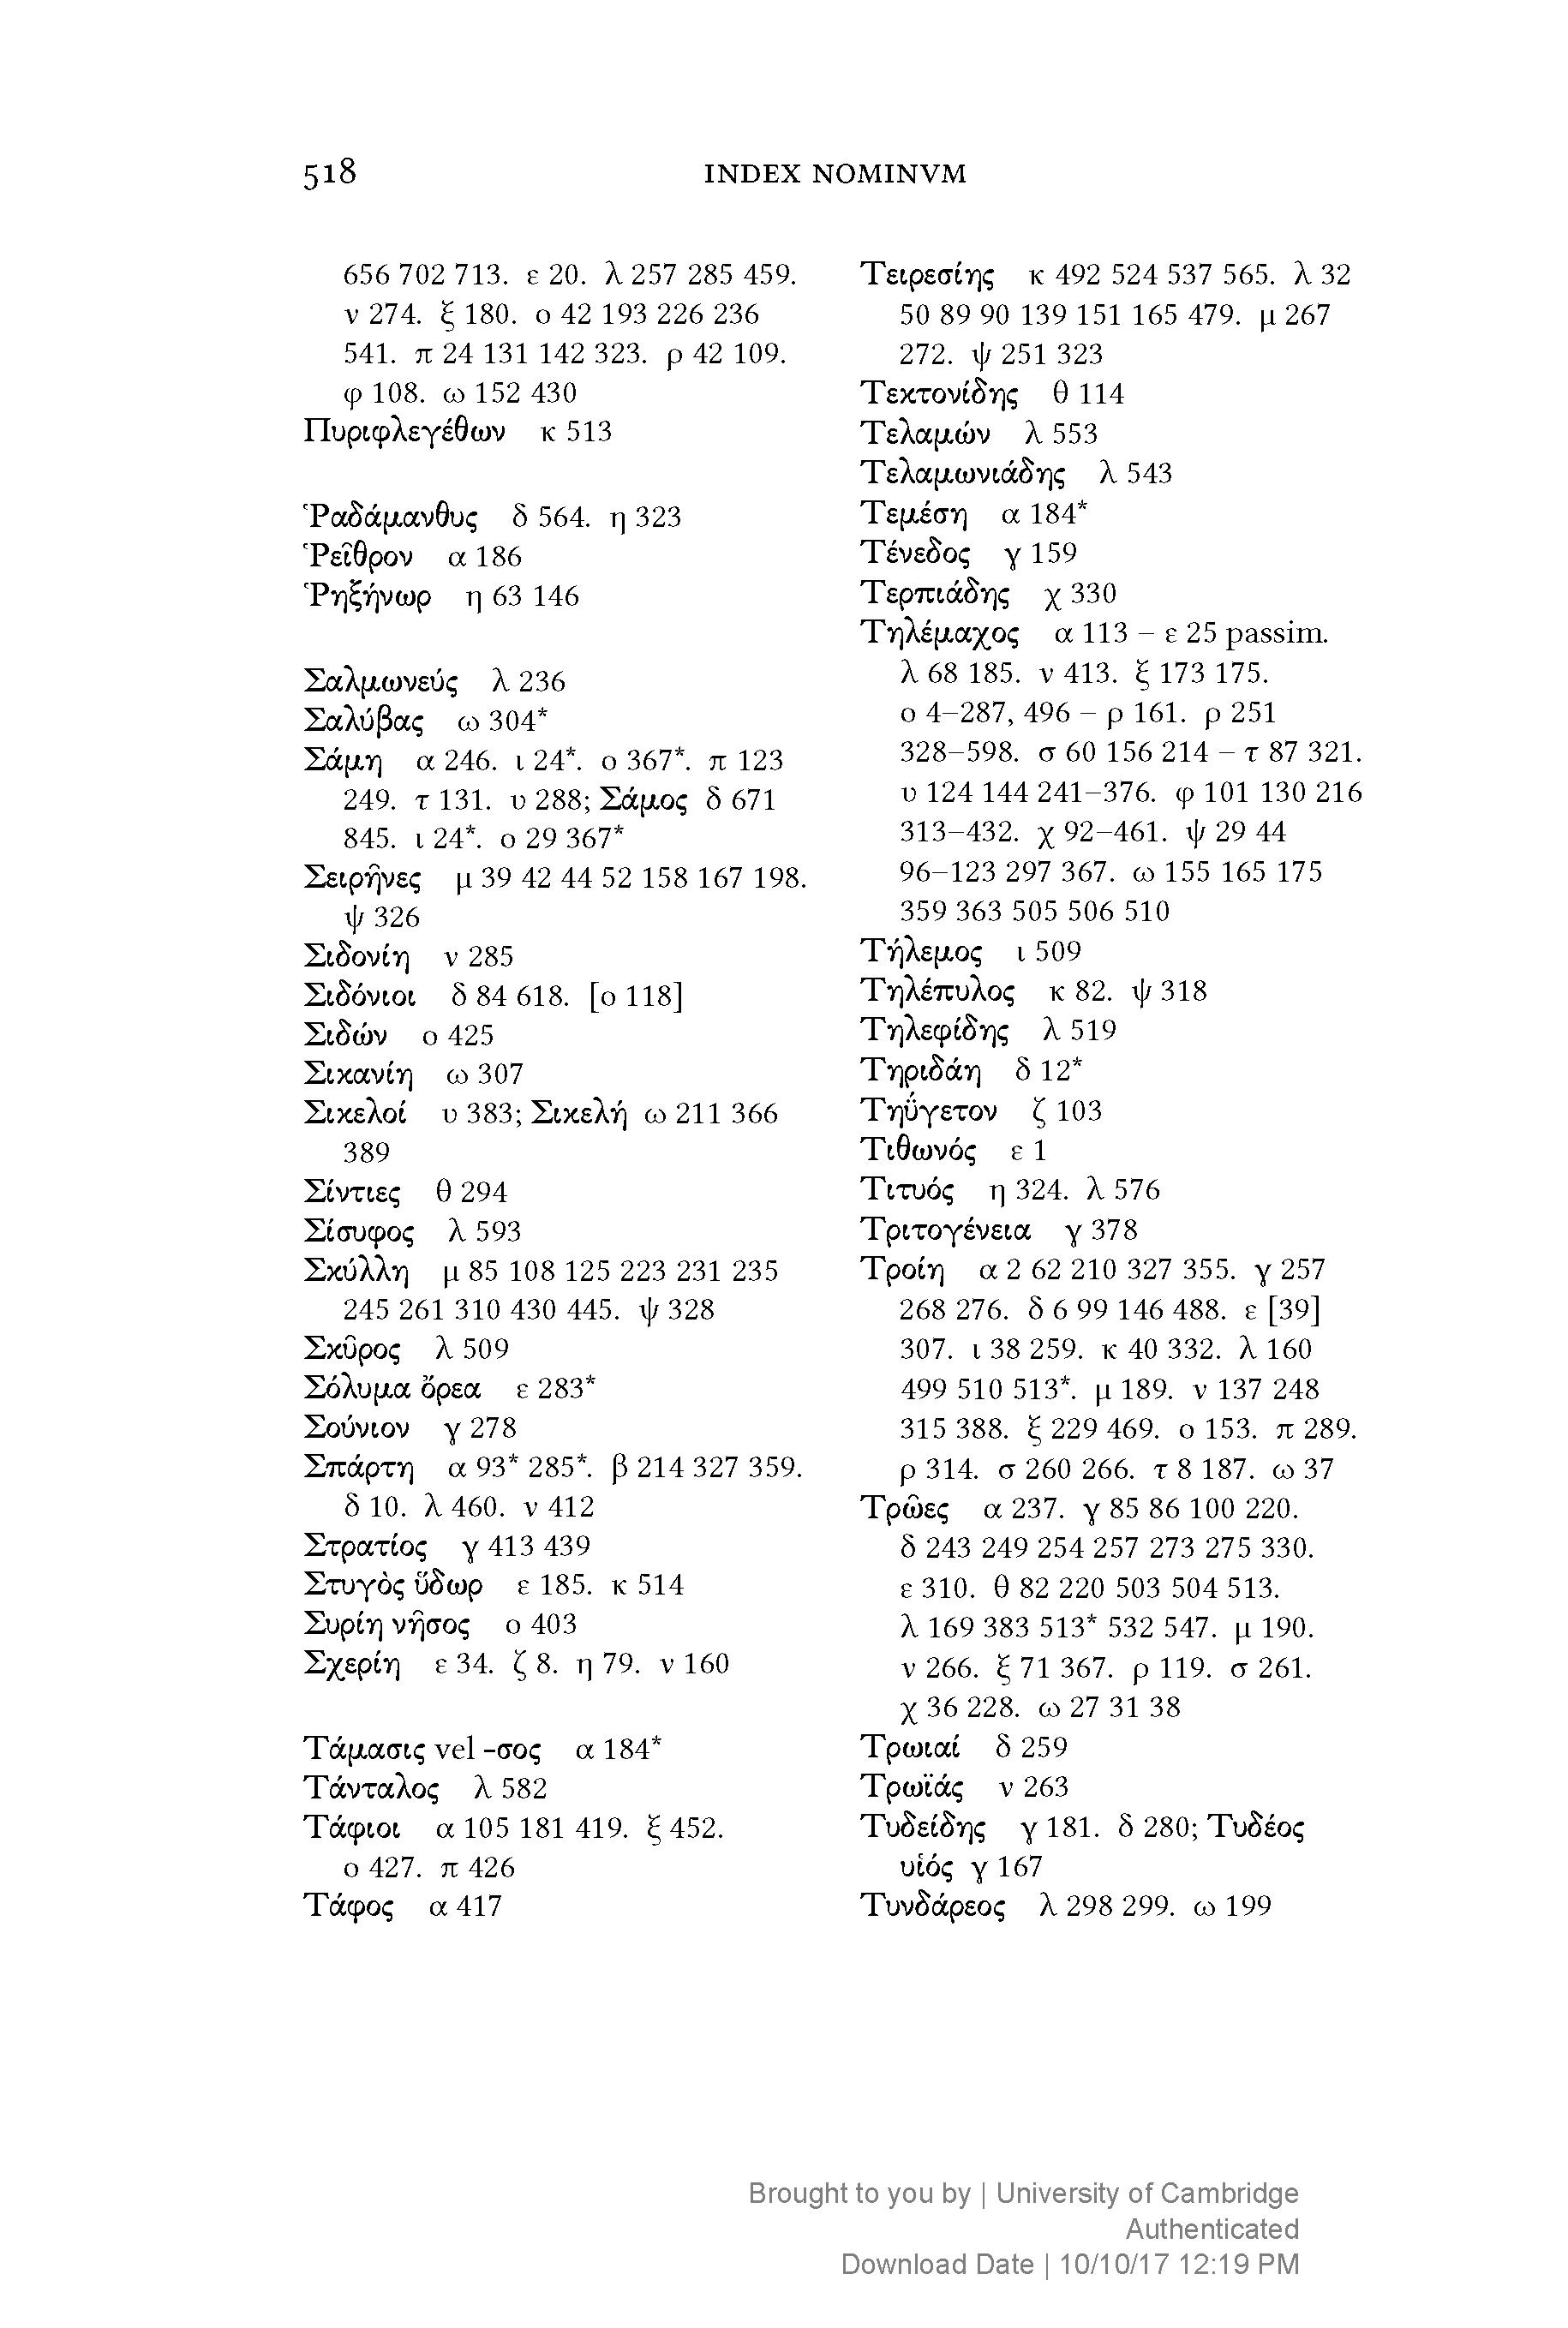 518 INDEX NOMINVM
656 702 713. ε 20. λ 257 285 459.
ν 274. ξ 180. ο 42 193 226 236
541. π 24 131 142 323. ρ 42 109.
φ 108. ω 152 430
Πυριφλεγέθων κ 513
Ῥαδάμανθυς δ 564. η 323
Ῥεῖθρον α 186
Ῥηξήνωρ η 63 146
Σαλμωνεύς λ 236
Σαλύβας ω 304*
Σάμη α 246. ι 24*. ο 367*. π 123
249. τ 131. υ 288; Σάμος δ 671
845. ι 24*. ο 29 367*
Σειρῆνες μ 39 42 44 52 158 167 198.
ψ 326
Σιδονίη ν 285
Σιδόνιοι δ 84 618. [ο 118]
Σιδών ο 425
Σικανίη ω 307
Σικελοί υ 383; Σικελή ω 211 366
389
Σίντιες θ 294
Σίσυφος λ 593
Σκύλλη μ 85 108 125 223 231 235
245 261 310 430 445. ψ 328
Σκῦρος λ 509
Σόλυμα ὄρεα ε 283*
Σούνιον γ 278
Σπάρτη α 93* 285*. β 214 327 359.
δ 10. λ 460. ν 412
Στρατίος γ 413 439
Στυγὸς ὕδωρ ε 185. κ 514
Συρίη νῆσος ο 403
Σχερίη ε 34. ζ 8. η 79. ν 160
Τάμασις vel -σος α 184*
Τάνταλος λ 582
Τάφιοι α 105 181 419. ξ 452.
ο 427. π 426
Τάφος α 417
Τειρεσίης κ 492 524 537 565. λ 32
50 89 90 139 151 165 479. μ 267
272. ψ 251 323
Τεκτονίδης θ 114
Τελαμών λ 553
Τελαμωνιάδης λ 543
Τεμέση α 184*
Τένεδος γ 159
Τερπιάδης χ 330
Τηλέμαχος α 113 – ε 25 passim.
λ 68 185. ν 413. ξ 173 175.
ο 4–287, 496 – ρ 161. ρ 251
328–598. σ 60 156 214 – τ 87 321.
υ 124 144 241–376. φ 101 130 216
313–432. χ 92–461. ψ 29 44
96–123 297 367. ω 155 165 175
359 363 505 506 510
Τήλεμος ι 509
Τηλέπυλος κ 82. ψ 318
Τηλεφίδης λ 519
Τηριδάη δ 12*
Τηΰγετον ζ 103
Τιθωνός ε 1
Τιτυός η 324. λ 576
Τριτογένεια γ 378
Τροίη α 2 62 210 327 355. γ 257
268 276. δ 6 99 146 488. ε [39]
307. ι 38 259. κ 40 332. λ 160
499 510 513*. μ 189. ν 137 248
315 388. ξ 229 469. ο 153. π 289.
ρ 314. σ 260 266. τ 8 187. ω 37
Τρῶες α 237. γ 85 86 100 220.
δ 243 249 254 257 273 275 330.
ε 310. θ 82 220 503 504 513.
λ 169 383 513* 532 547. μ 190.
ν 266. ξ 71 367. ρ 119. σ 261.
χ 36 228. ω 27 31 38
Τρωιαί δ 259
Τρωϊάς ν 263
Τυδείδης γ 181. δ 280; Τυδέος
υἱός γ 167
Τυνδάρεος λ 298 299. ω 199
Brought to you by | University of Cambridge
Authenticated
Download Date | 10/10/17 12:19 PM